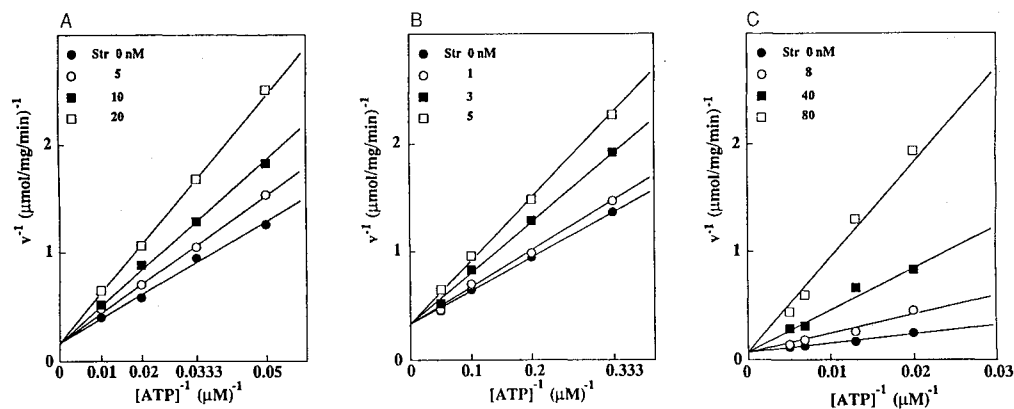 A
Str 0 nM
5
10
20
v⁻¹ (μmol/mg/min)⁻¹
2
1
0
0 0.01 0.02 0.0333 0.05
[ATP]⁻¹ (μM)⁻¹
B
Str 0 nM
1
3
5
v⁻¹ (μmol/mg/min)⁻¹
2
1
0
0 0.1 0.2 0.333
[ATP]⁻¹ (μM)⁻¹
C
Str 0 nM
8
40
80
v⁻¹ (μmol/mg/min)⁻¹
2
1
0
0 0.01 0.02 0.03
[ATP]⁻¹ (μM)⁻¹